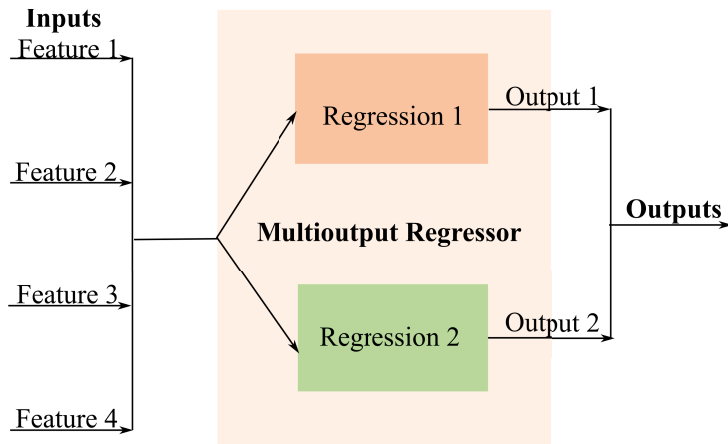 Inputs
Feature 1
Feature 2
Feature 3
Feature 4
Regression 1
Multioutput Regressor
Regression 2
Output 1
Output 2
Outputs